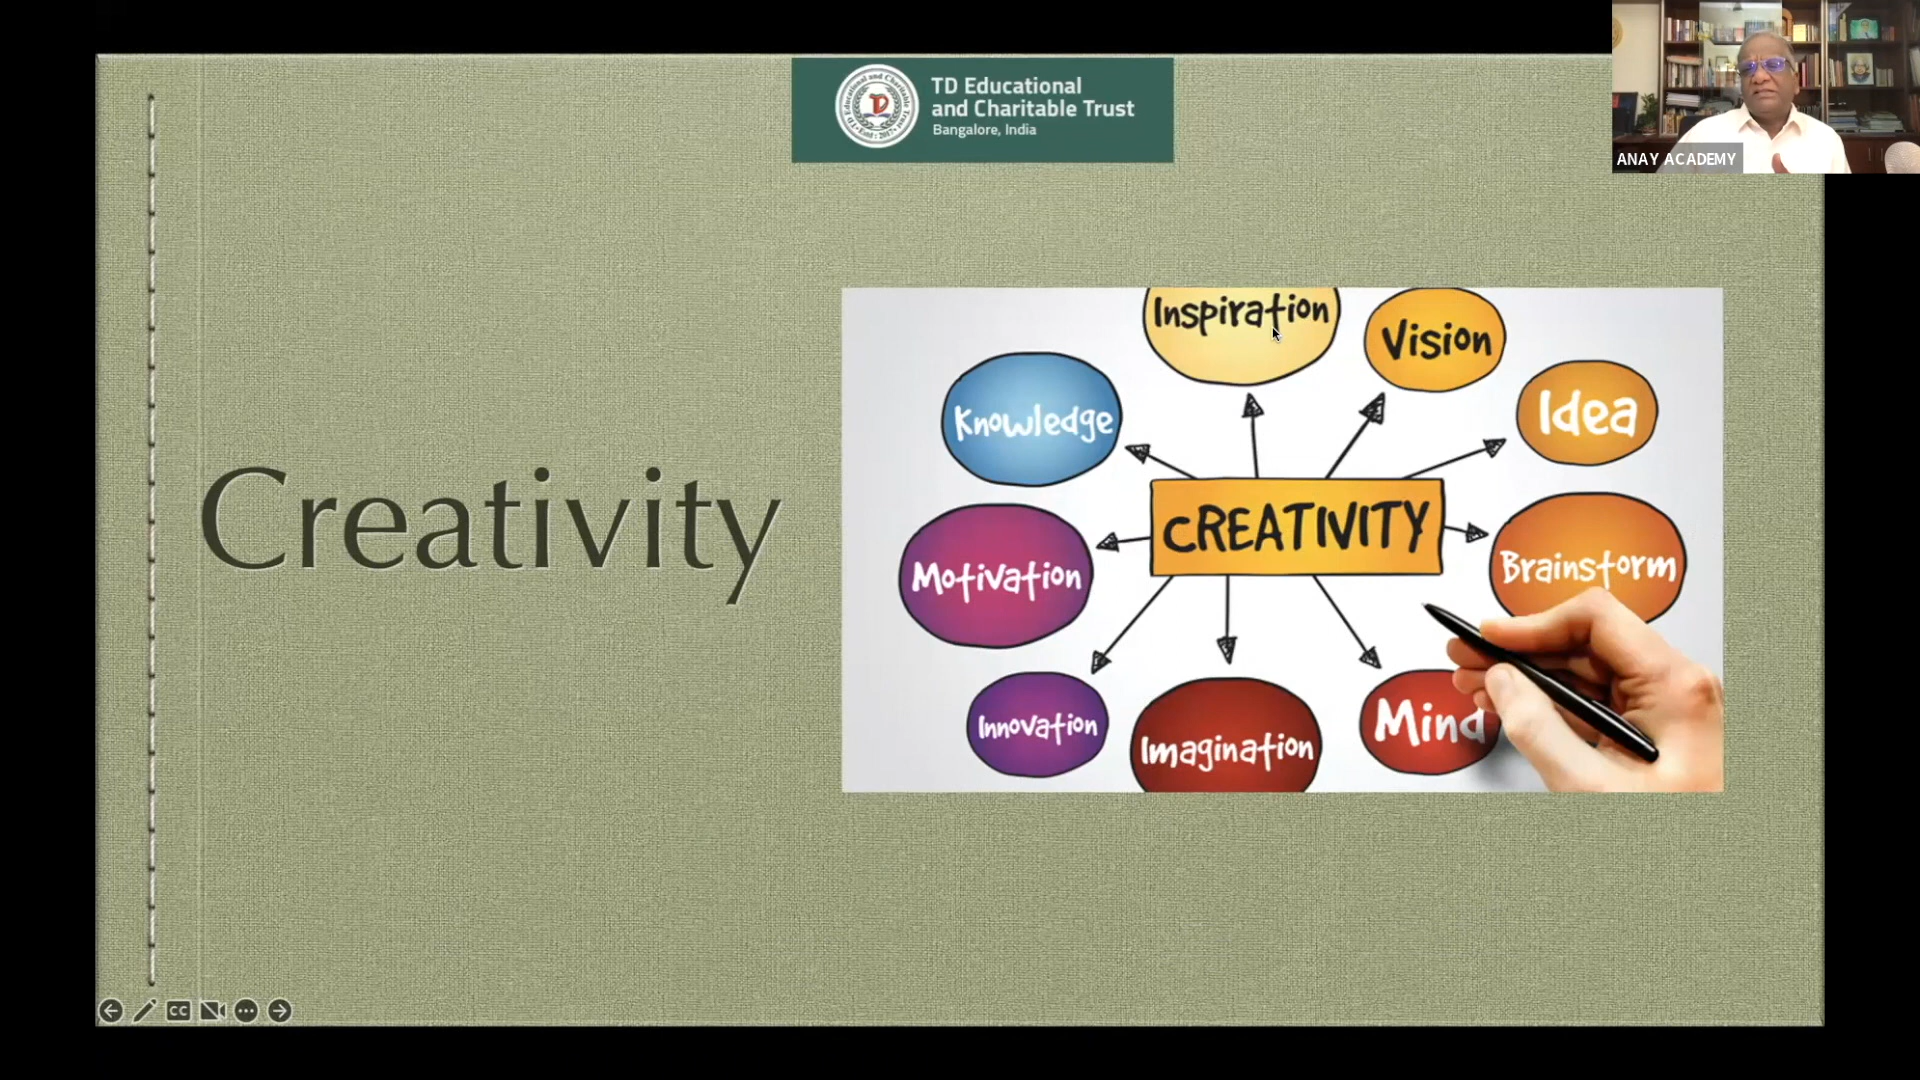 TD Educational
and Charitable Trust
Bangalore, India
ANAY ACADEMY
Creativity
Inspiration
Vision
Knowledge
Idea
CREATIVITY
Motivation
Brainstorm
Innovation
Imagination
Mind
CC